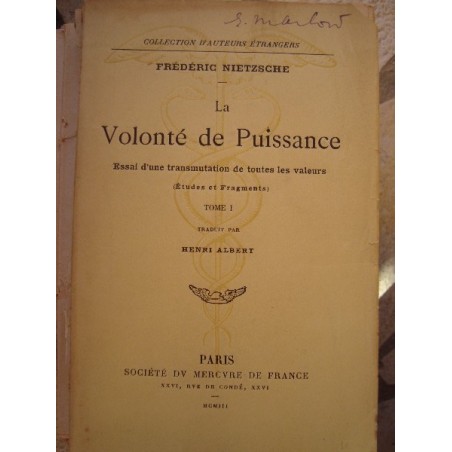 COLLECTION D'AUTEURS ÉTRANGERS
FRÉDÉRIC NIETZSCHE
La
Volonté de Puissance
Essai d'une transmutation de toutes les valeurs
(Études et Fragments)
TOME I
TRADUIT PAR
HENRI ALBERT
PARIS
SOCIÉTÉ DV MERCVRE DE FRANCE
XXVI, RVE DE CONDÉ, XXVI
MCMIII